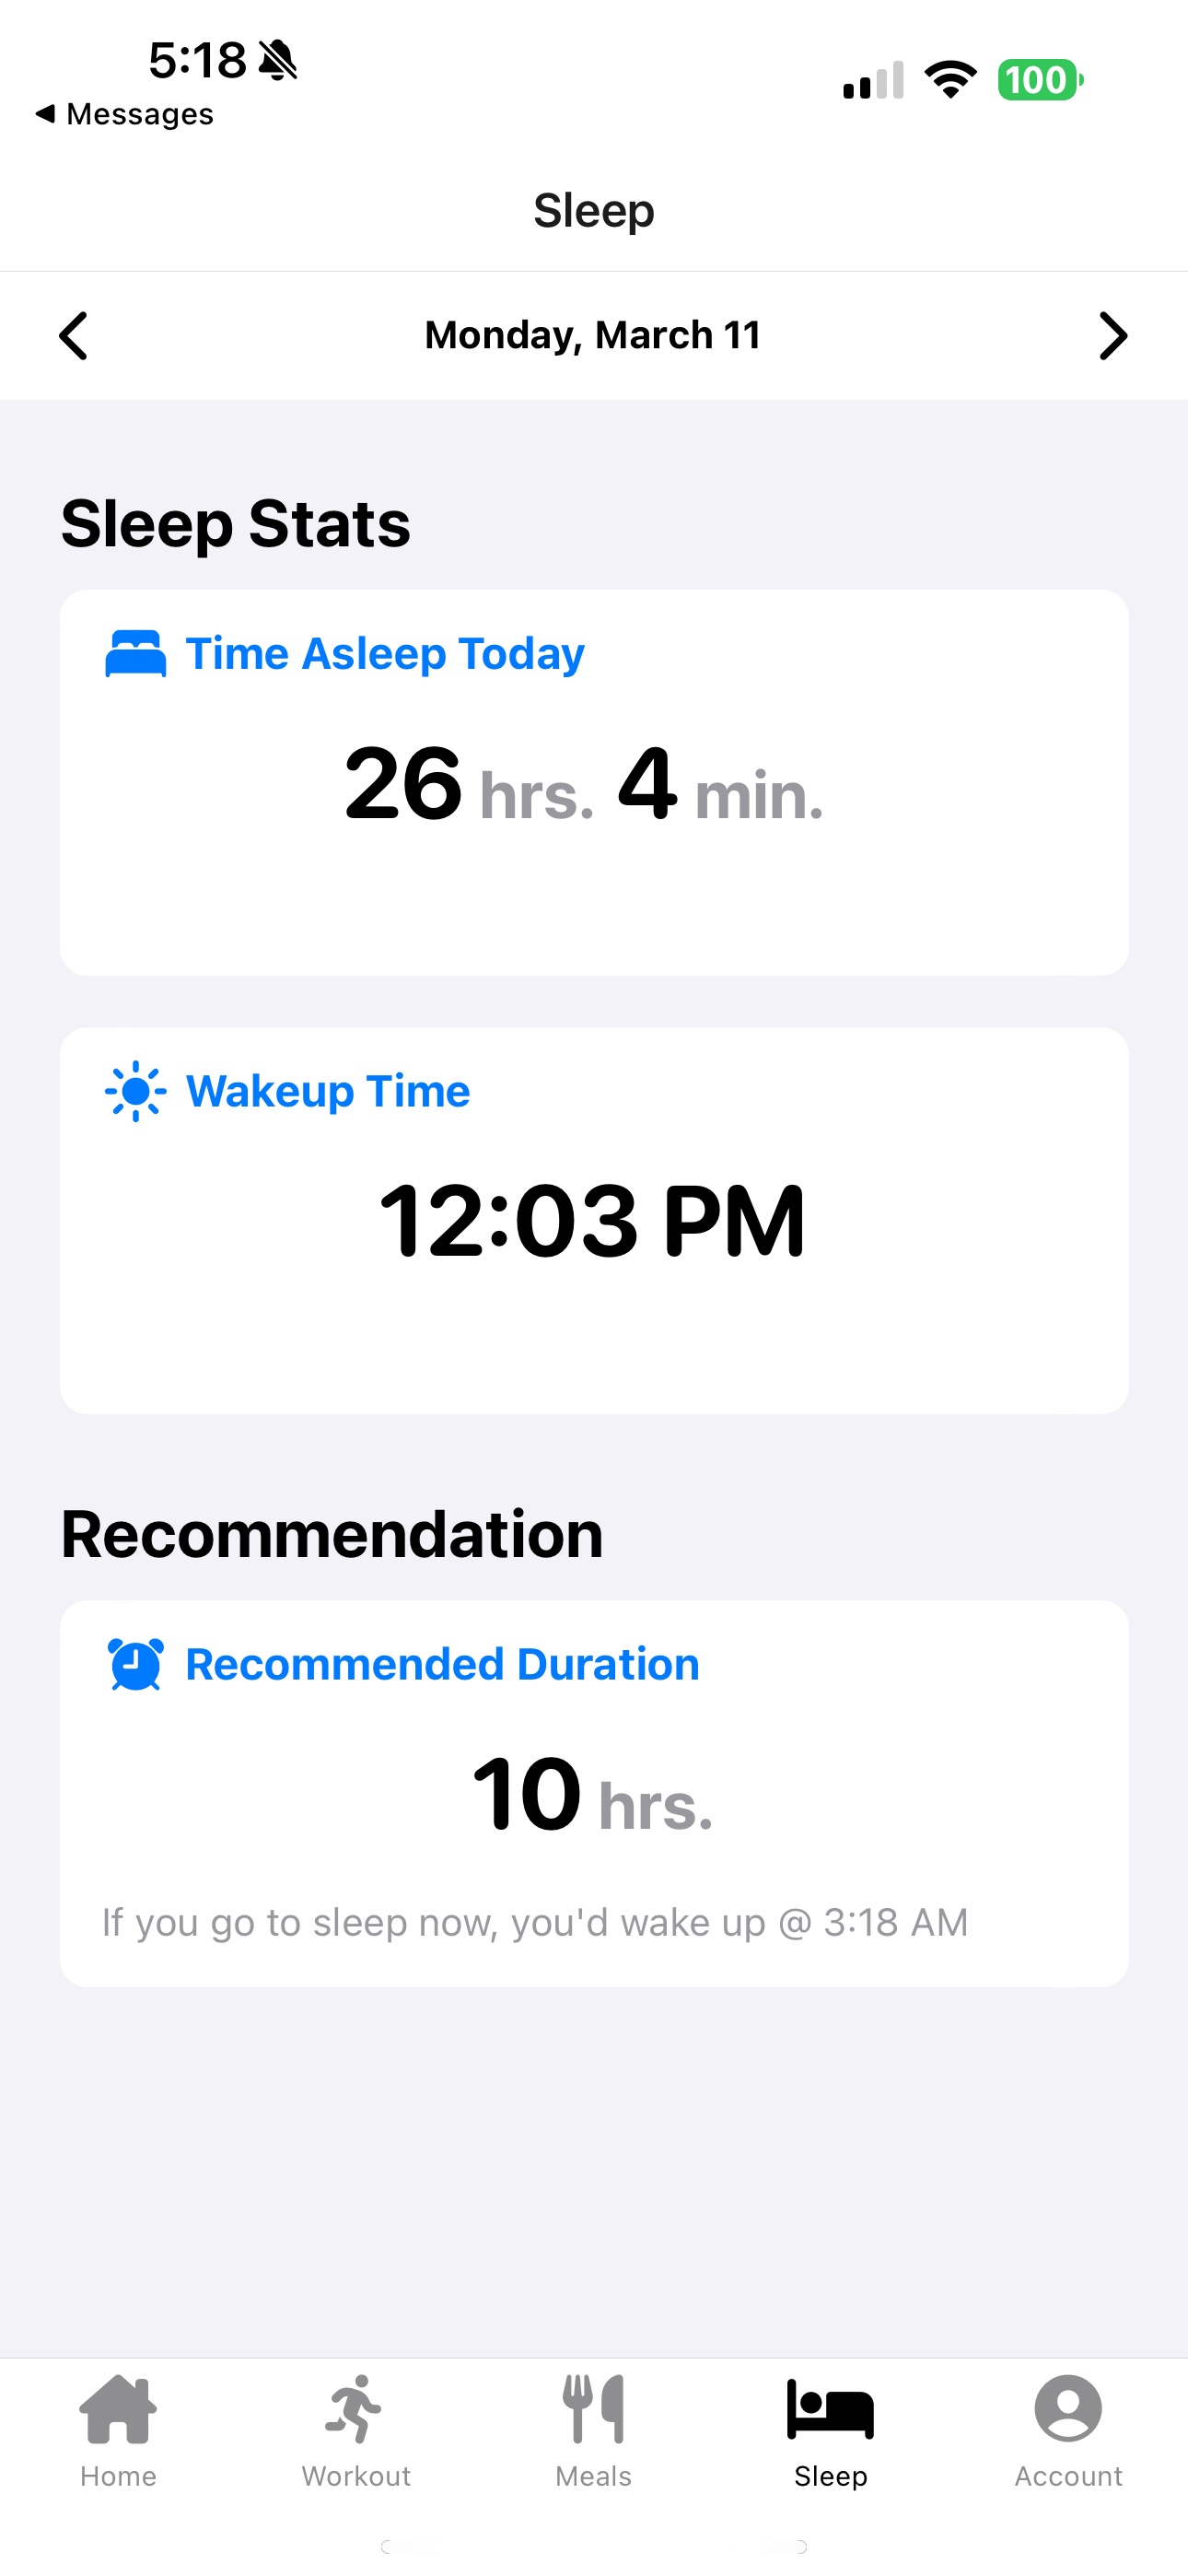 5:18
Messages
100
Sleep
Monday, March 11
Sleep Stats
Time Asleep Today
26 hrs. 4 min.
Wakeup Time
12:03 PM
Recommendation
Recommended Duration
10 hrs.
If you go to sleep now, you'd wake up @ 3:18 AM
Home Workout Meals Sleep Account